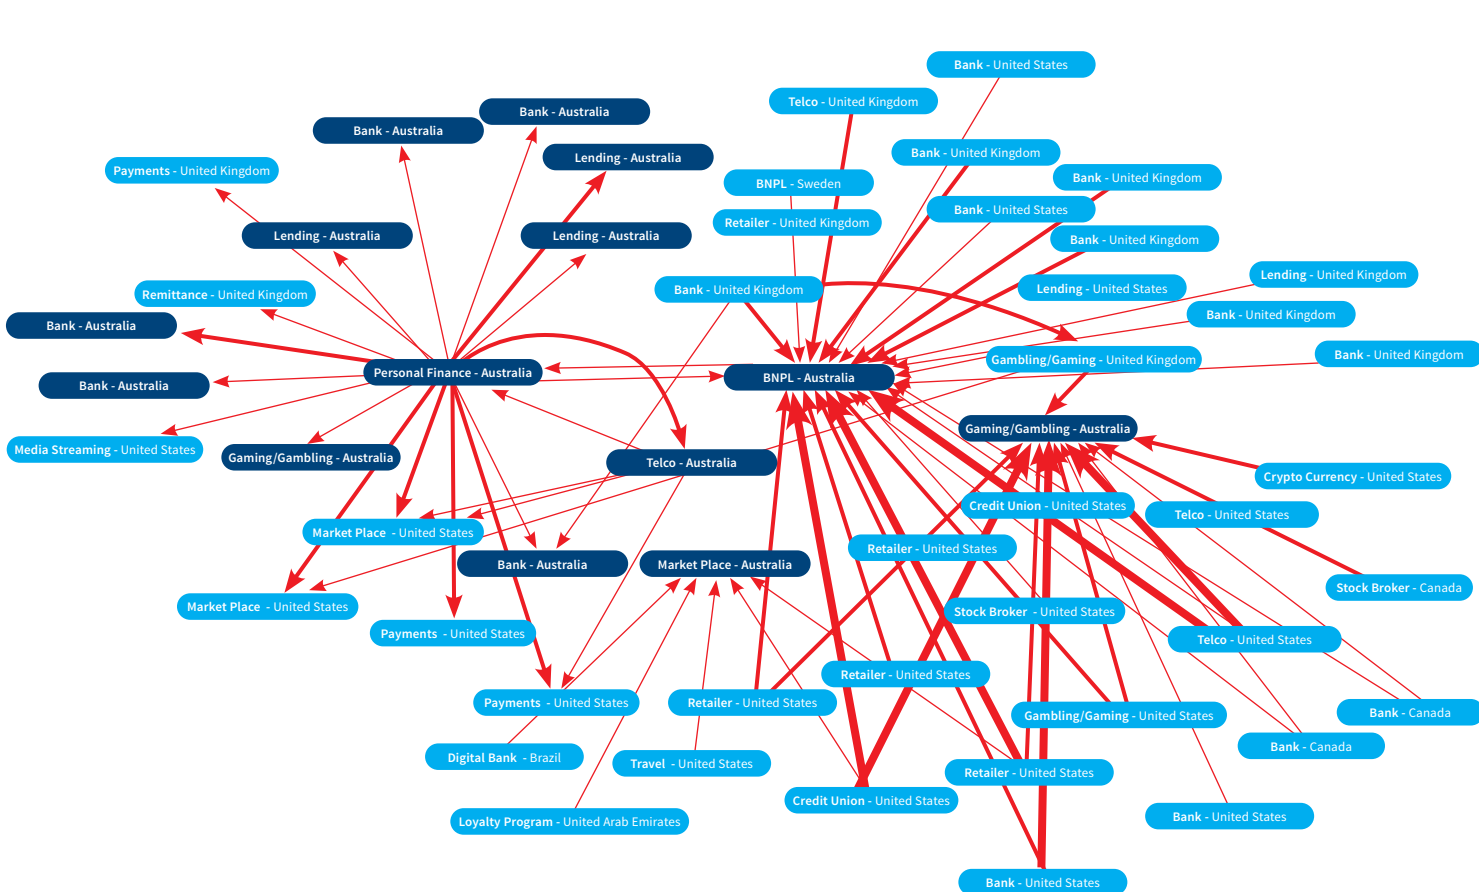 Bank - United States
Telco - United Kingdom
Bank - Australia
Bank - Australia
Bank - United Kingdom
Lending - Australia
Payments - United Kingdom
Bank - United Kingdom
BNPL - Sweden
Bank - United States
Retailer - United Kingdom
Lending - Australia
Lending - Australia
Bank - United Kingdom
Lending - United Kingdom
Bank - United Kingdom
Lending - United States
Remittance - United Kingdom
Bank - United Kingdom
Bank - Australia
Bank - United Kingdom
Gambling/Gaming - United Kingdom
Personal Finance - Australia
BNPL - Australia
Bank - Australia
Gaming/Gambling - Australia
Media Streaming - United States
Gaming/Gambling - Australia
Telco - Australia
Crypto Currency - United States
Credit Union - United States
Telco - United States
Market Place - United States
Retailer - United States
Bank - Australia
Market Place - Australia
Stock Broker - Canada
Market Place - United States
Stock Broker - United States
Payments - United States
Telco - United States
Retailer - United States
Payments - United States
Retailer - United States
Gambling/Gaming - United States
Bank - Canada
Bank - Canada
Digital Bank - Brazil
Travel - United States
Retailer - United States
Credit Union - United States
Loyalty Program - United Arab Emirates
Bank - United States
Bank - United States